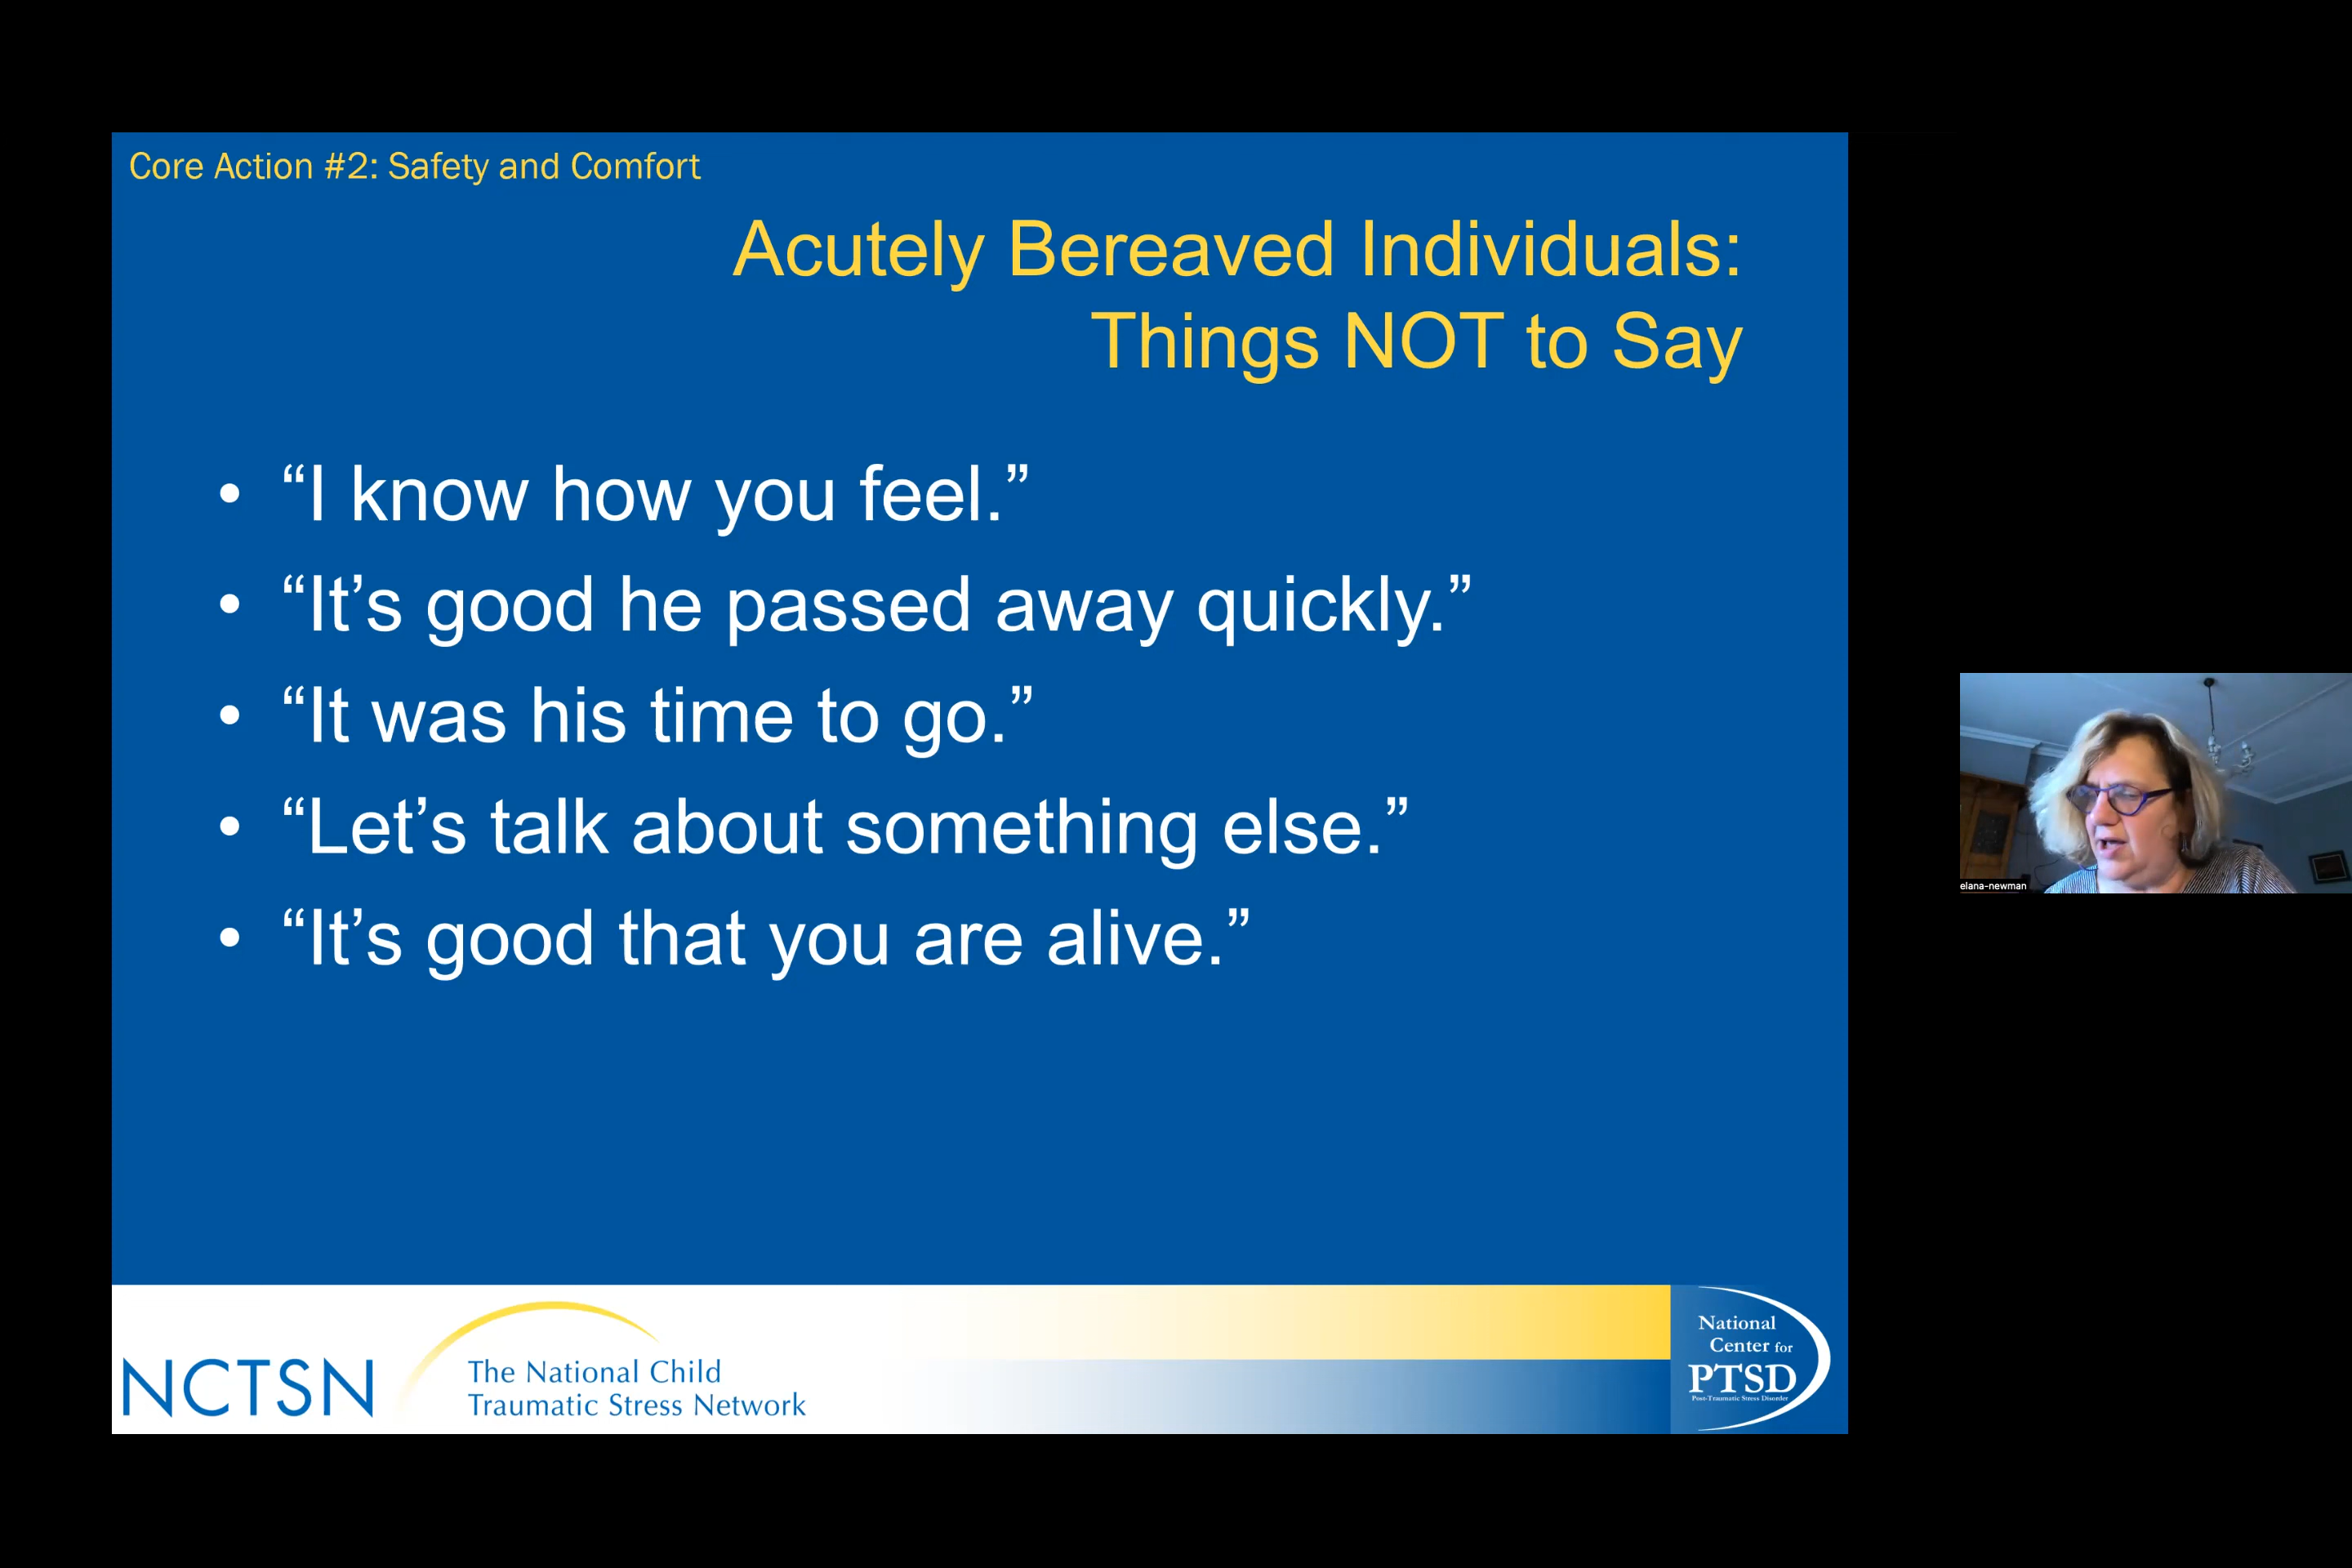 Core Action #2: Safety and Comfort
Acutely Bereaved Individuals:
Things NOT to Say
• “I know how you feel.”
• “It’s good he passed away quickly.”
• “It was his time to go.”
• “Let’s talk about something else.”
• “It’s good that you are alive.”
elana-newman
NCTSN
The National Child
Traumatic Stress Network
National
Center for
PTSD
Post-Traumatic Stress Disorder